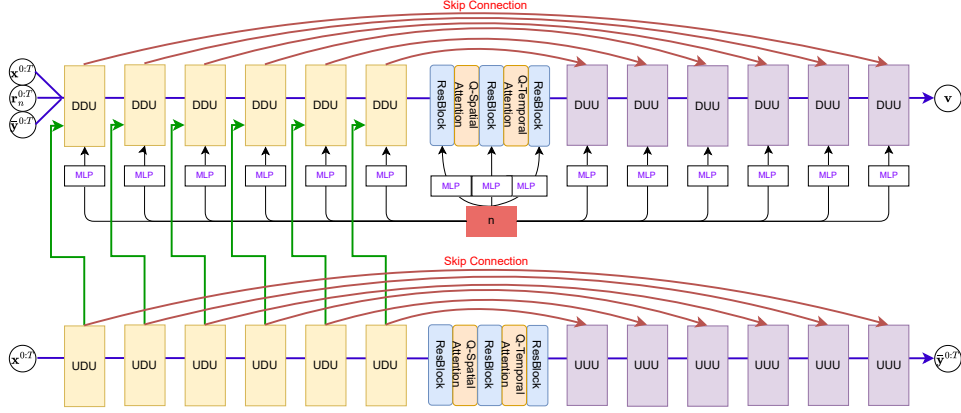 Skip Connection
x^{0:T}
r_n^{0:T}
ȳ^{0:T}
DDU DDU DDU DDU DDU DDU ResBlock Q-Spatial Attention ResBlock Q-Temporal Attention ResBlock DUU DUU DUU DUU DUU DUU v
MLP MLP MLP MLP MLP MLP MLP MLP MLP MLP MLP MLP MLP MLP MLP
n
Skip Connection
x^{0:T} UDU UDU UDU UDU UDU UDU ResBlock Q-Spatial Attention ResBlock Q-Temporal Attention ResBlock UUU UUU UUU UUU UUU UUU ȳ^{0:T}